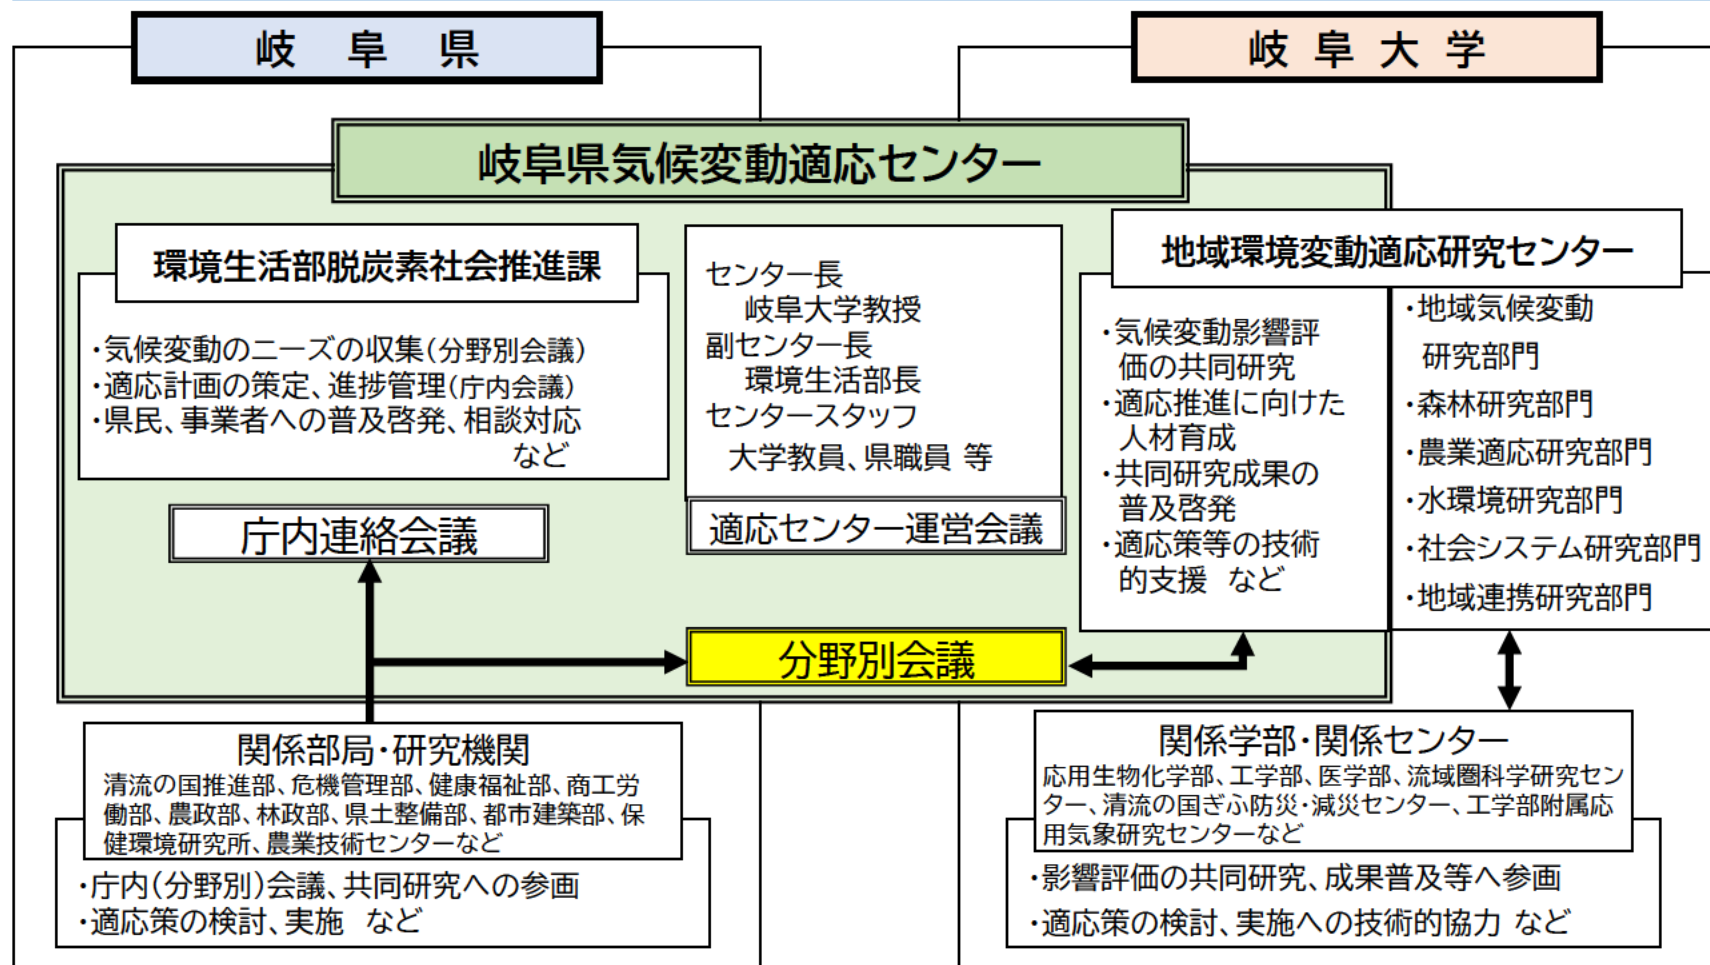 岐阜県
岐阜大学
岐阜県気候変動適応センター
環境生活部脱炭素社会推進課
・気候変動のニーズの収集(分野別会議)
・適応計画の策定、進捗管理(庁内会議)
・県民、事業者への普及啓発、相談対応
など
庁内連絡会議
センター長
岐阜大学教授
副センター長
環境生活部長
センタースタッフ
大学教員、県職員 等
適応センター運営会議
分野別会議
地域環境変動適応研究センター
・気候変動影響評
価の共同研究
・適応推進に向けた
人材育成
・共同研究成果の
普及啓発
・適応策等の技術
的支援 など
・地域気候変動
研究部門
・森林研究部門
・農業適応研究部門
・水環境研究部門
・社会システム研究部門
・地域連携研究部門
関係部局・研究機関
清流の国推進部、危機管理部、健康福祉部、商工労
働部、農政部、林政部、県土整備部、都市建築部、保
健環境研究所、農業技術センターなど
・庁内(分野別)会議、共同研究への参画
・適応策の検討、実施 など
関係学部・関係センター
応用生物化学部、工学部、医学部、流域圏科学研究セン
ター、清流の国ぎふ防災・減災センター、工学部附属応
用気象研究センターなど
・影響評価の共同研究、成果普及等へ参画
・適応策の検討、実施への技術的協力 など